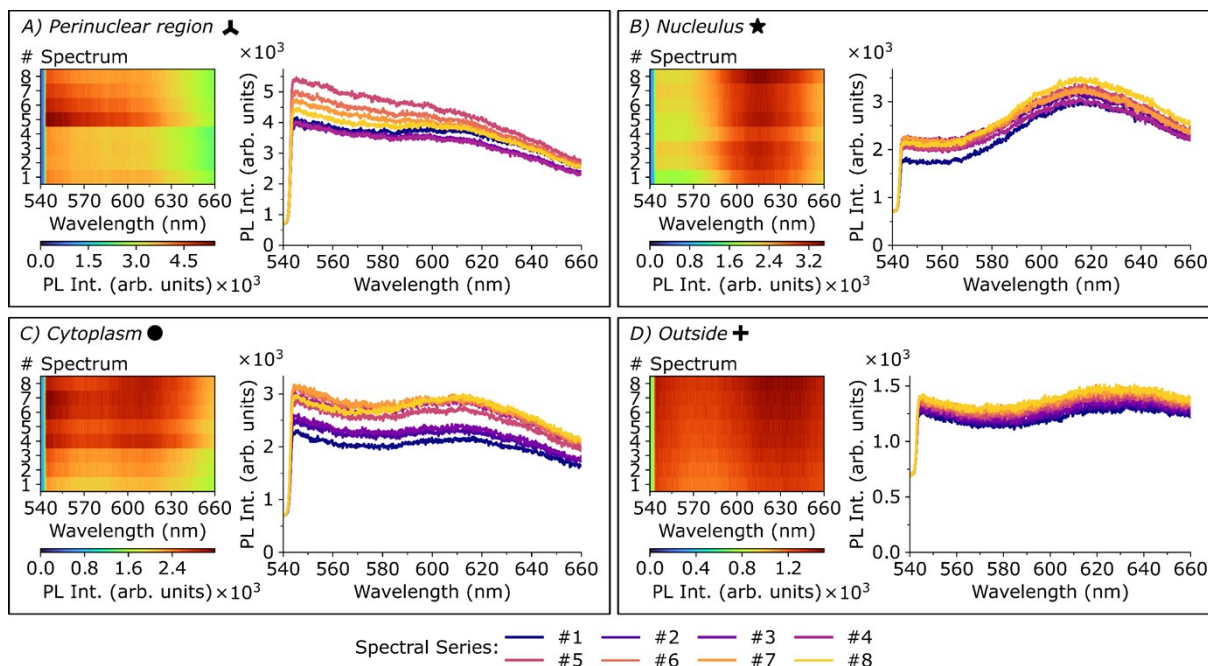 A) Perinuclear region
# Spectrum
8
7
6
5
4
3
2
1
540 570 600 630 660
Wavelength (nm)
0.0 1.5 3.0 4.5
PL Int. (arb. units) ×10³
×10³
PL Int. (arb. units)
5
4
3
2
1
0
540 560 580 600 620 640 660
Wavelength (nm)
B) Nucleulus ★
# Spectrum
8
7
6
5
4
3
2
1
540 570 600 630 660
Wavelength (nm)
0.0 0.8 1.6 2.4 3.2
PL Int. (arb. units) ×10³
×10³
PL Int. (arb. units)
3
2
1
0
540 560 580 600 620 640 660
Wavelength (nm)
C) Cytoplasm ●
# Spectrum
8
7
6
5
4
3
2
1
540 570 600 630 660
Wavelength (nm)
0.0 0.8 1.6 2.4
PL Int. (arb. units) ×10³
×10³
PL Int. (arb. units)
3
2
1
0
540 560 580 600 620 640 660
Wavelength (nm)
D) Outside +
# Spectrum
8
7
6
5
4
3
2
1
540 570 600 630 660
Wavelength (nm)
0.0 0.4 0.8 1.2
PL Int. (arb. units) ×10³
×10³
PL Int. (arb. units)
1.5
1.25
1.0
0.5
0.0
540 560 580 600 620 640 660
Wavelength (nm)
Spectral Series: #1 #2 #3 #4
#5 #6 #7 #8